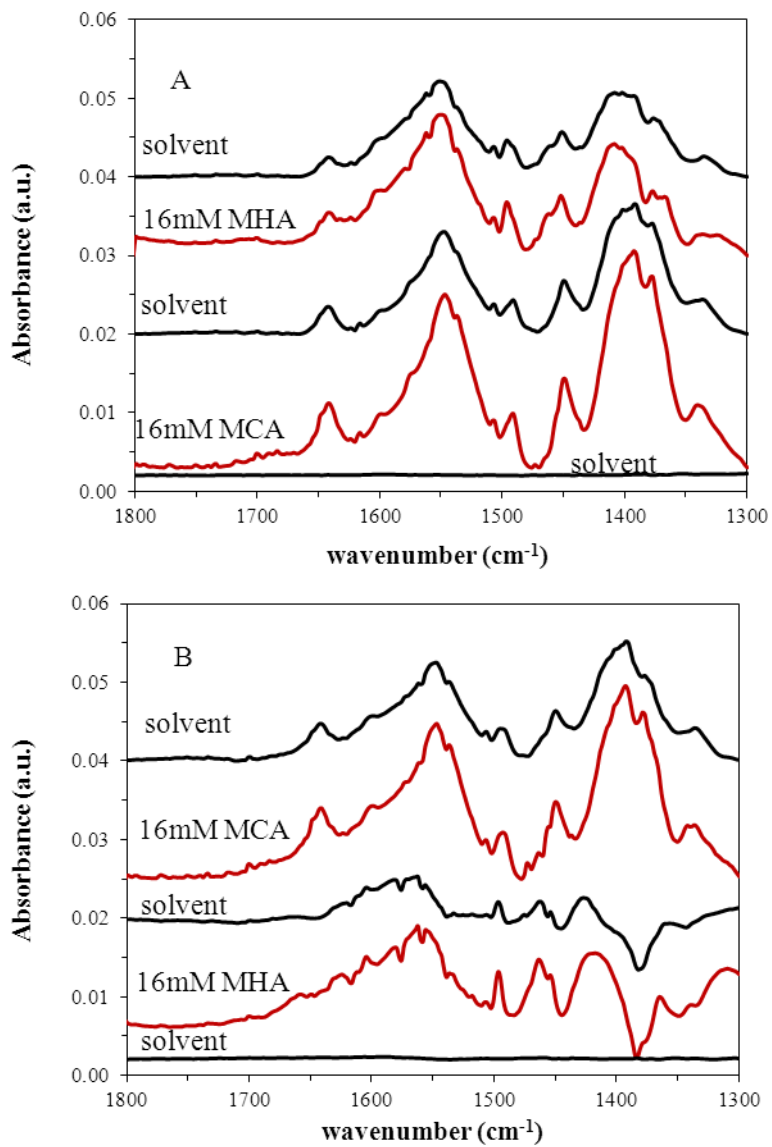 0.06
A
0.05
solvent
0.04
16mM MHA
0.03
solvent
0.02
0.01
16mM MCA
solvent
0.00
1800 1700 1600 1500 1400 1300
Absorbance (a.u.)
wavenumber (cm-1)
0.06
B
0.05
solvent
0.04
16mM MCA
0.03
solvent
0.02
16mM MHA
0.01
solvent
0.00
1800 1700 1600 1500 1400 1300
Absorbance (a.u.)
wavenumber (cm-1)